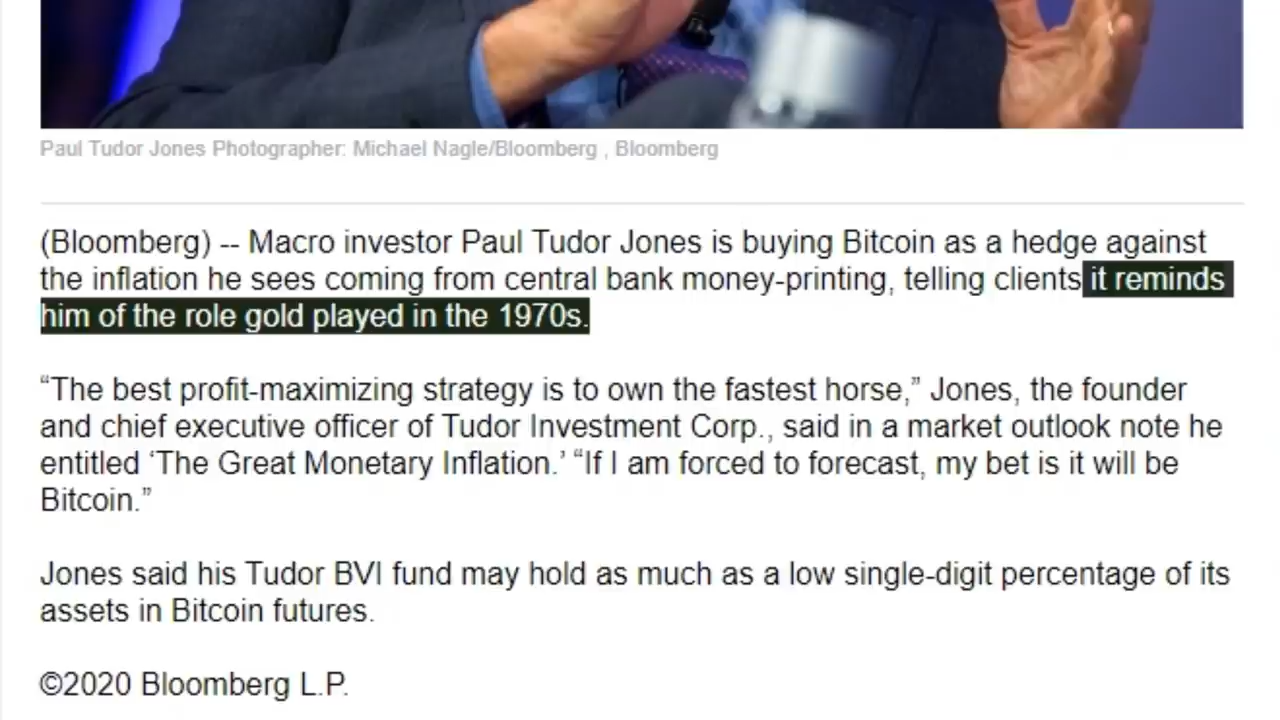 Paul Tudor Jones Photographer: Michael Nagle/Bloomberg , Bloomberg
(Bloomberg) -- Macro investor Paul Tudor Jones is buying Bitcoin as a hedge against
the inflation he sees coming from central bank money-printing, telling clients it reminds
him of the role gold played in the 1970s.
“The best profit-maximizing strategy is to own the fastest horse,” Jones, the founder
and chief executive officer of Tudor Investment Corp., said in a market outlook note he
entitled ‘The Great Monetary Inflation.’ “If I am forced to forecast, my bet is it will be
Bitcoin.”
Jones said his Tudor BVI fund may hold as much as a low single-digit percentage of its
assets in Bitcoin futures.
©2020 Bloomberg L.P.